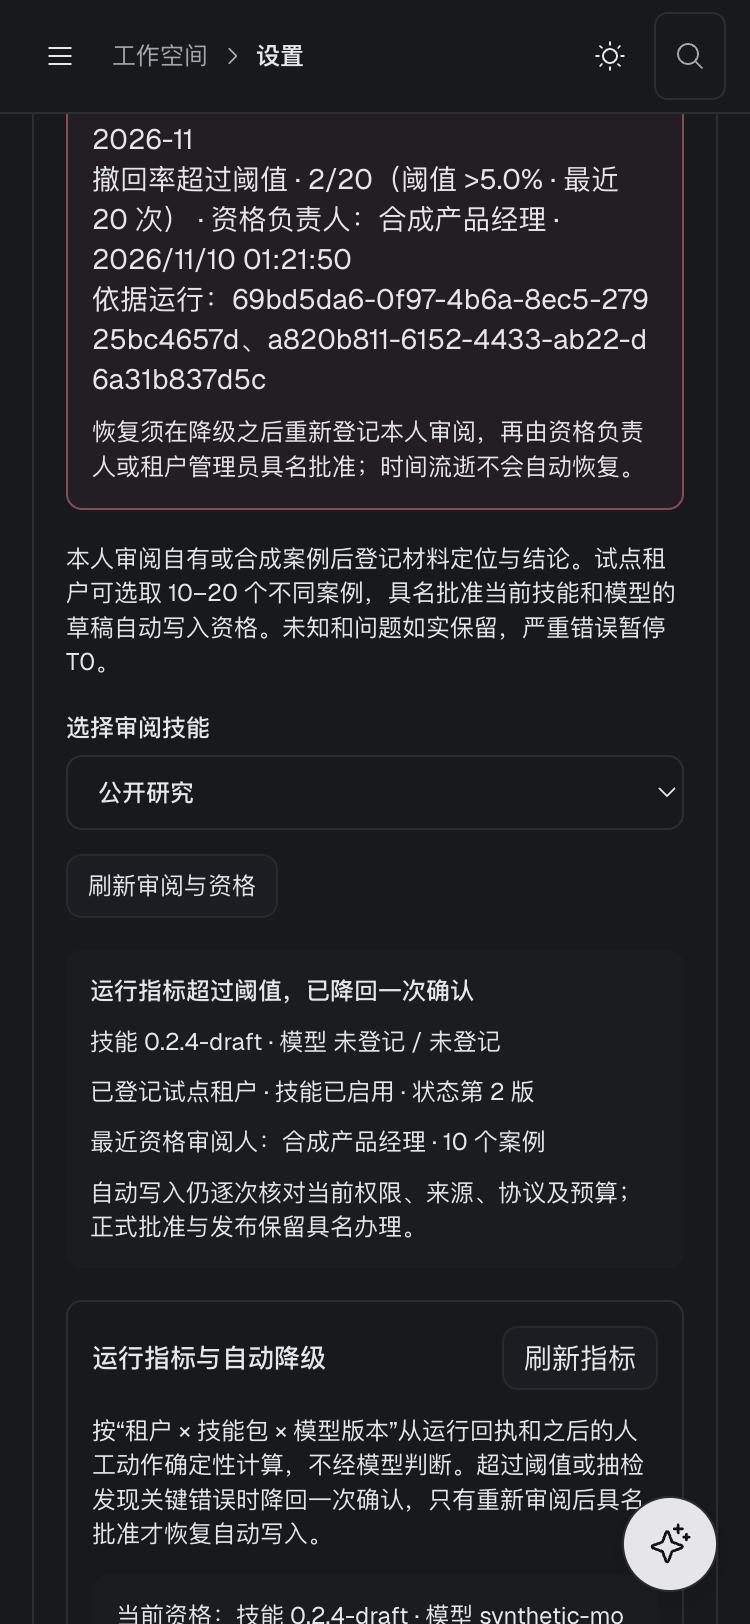 工作空间 > 设置
2026-11
撤回率超过阈值 · 2/20（阈值 >5.0% · 最近
20 次） · 资格负责人：合成产品经理 ·
2026/11/10 01:21:50
依据运行：69bd5da6-0f97-4b6a-8ec5-279
25bc4657d、a820b811-6152-4433-ab22-d
6a31b837d5c
恢复须在降级之后重新登记本人审阅，再由资格负责
人或租户管理员具名批准；时间流逝不会自动恢复。
本人审阅自有或合成案例后登记材料定位与结论。试点租
户可选取 10–20 个不同案例，具名批准当前技能和模型的
草稿自动写入资格。未知和问题如实保留，严重错误暂停
T0。
选择审阅技能
公开研究
刷新审阅与资格
运行指标超过阈值，已降回一次确认
技能 0.2.4-draft · 模型 未登记 / 未登记
已登记试点租户 · 技能已启用 · 状态第 2 版
最近资格审阅人：合成产品经理 · 10 个案例
自动写入仍逐次核对当前权限、来源、协议及预算；
正式批准与发布保留具名办理。
运行指标与自动降级
刷新指标
按“租户 × 技能包 × 模型版本”从运行回执和之后的人
工动作确定性计算，不经模型判断。超过阈值或抽检
发现关键错误时降回一次确认，只有重新审阅后具名
批准才恢复自动写入。
当前资格：技能 0.2.4-draft · 模型 synthetic-mo